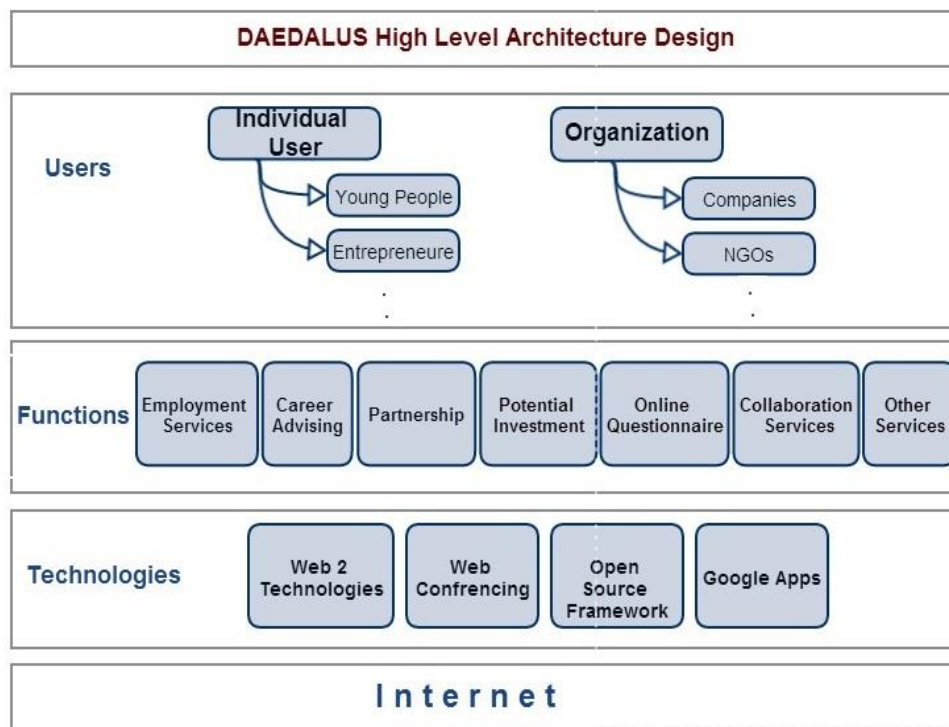 DAEDALUS High Level Architecture Design
Users
Individual
User
Young People
Entrepreneure
.
.
Organization
Companies
NGOs
.
.
Functions
Employment
Services
Career
Advising
Partnership
Potential
Investment
Online
Questionnaire
Collaboration
Services
Other
Services
Technologies
Web 2
Technologies
Web
Confrencing
Open
Source
Framework
Google Apps
Internet